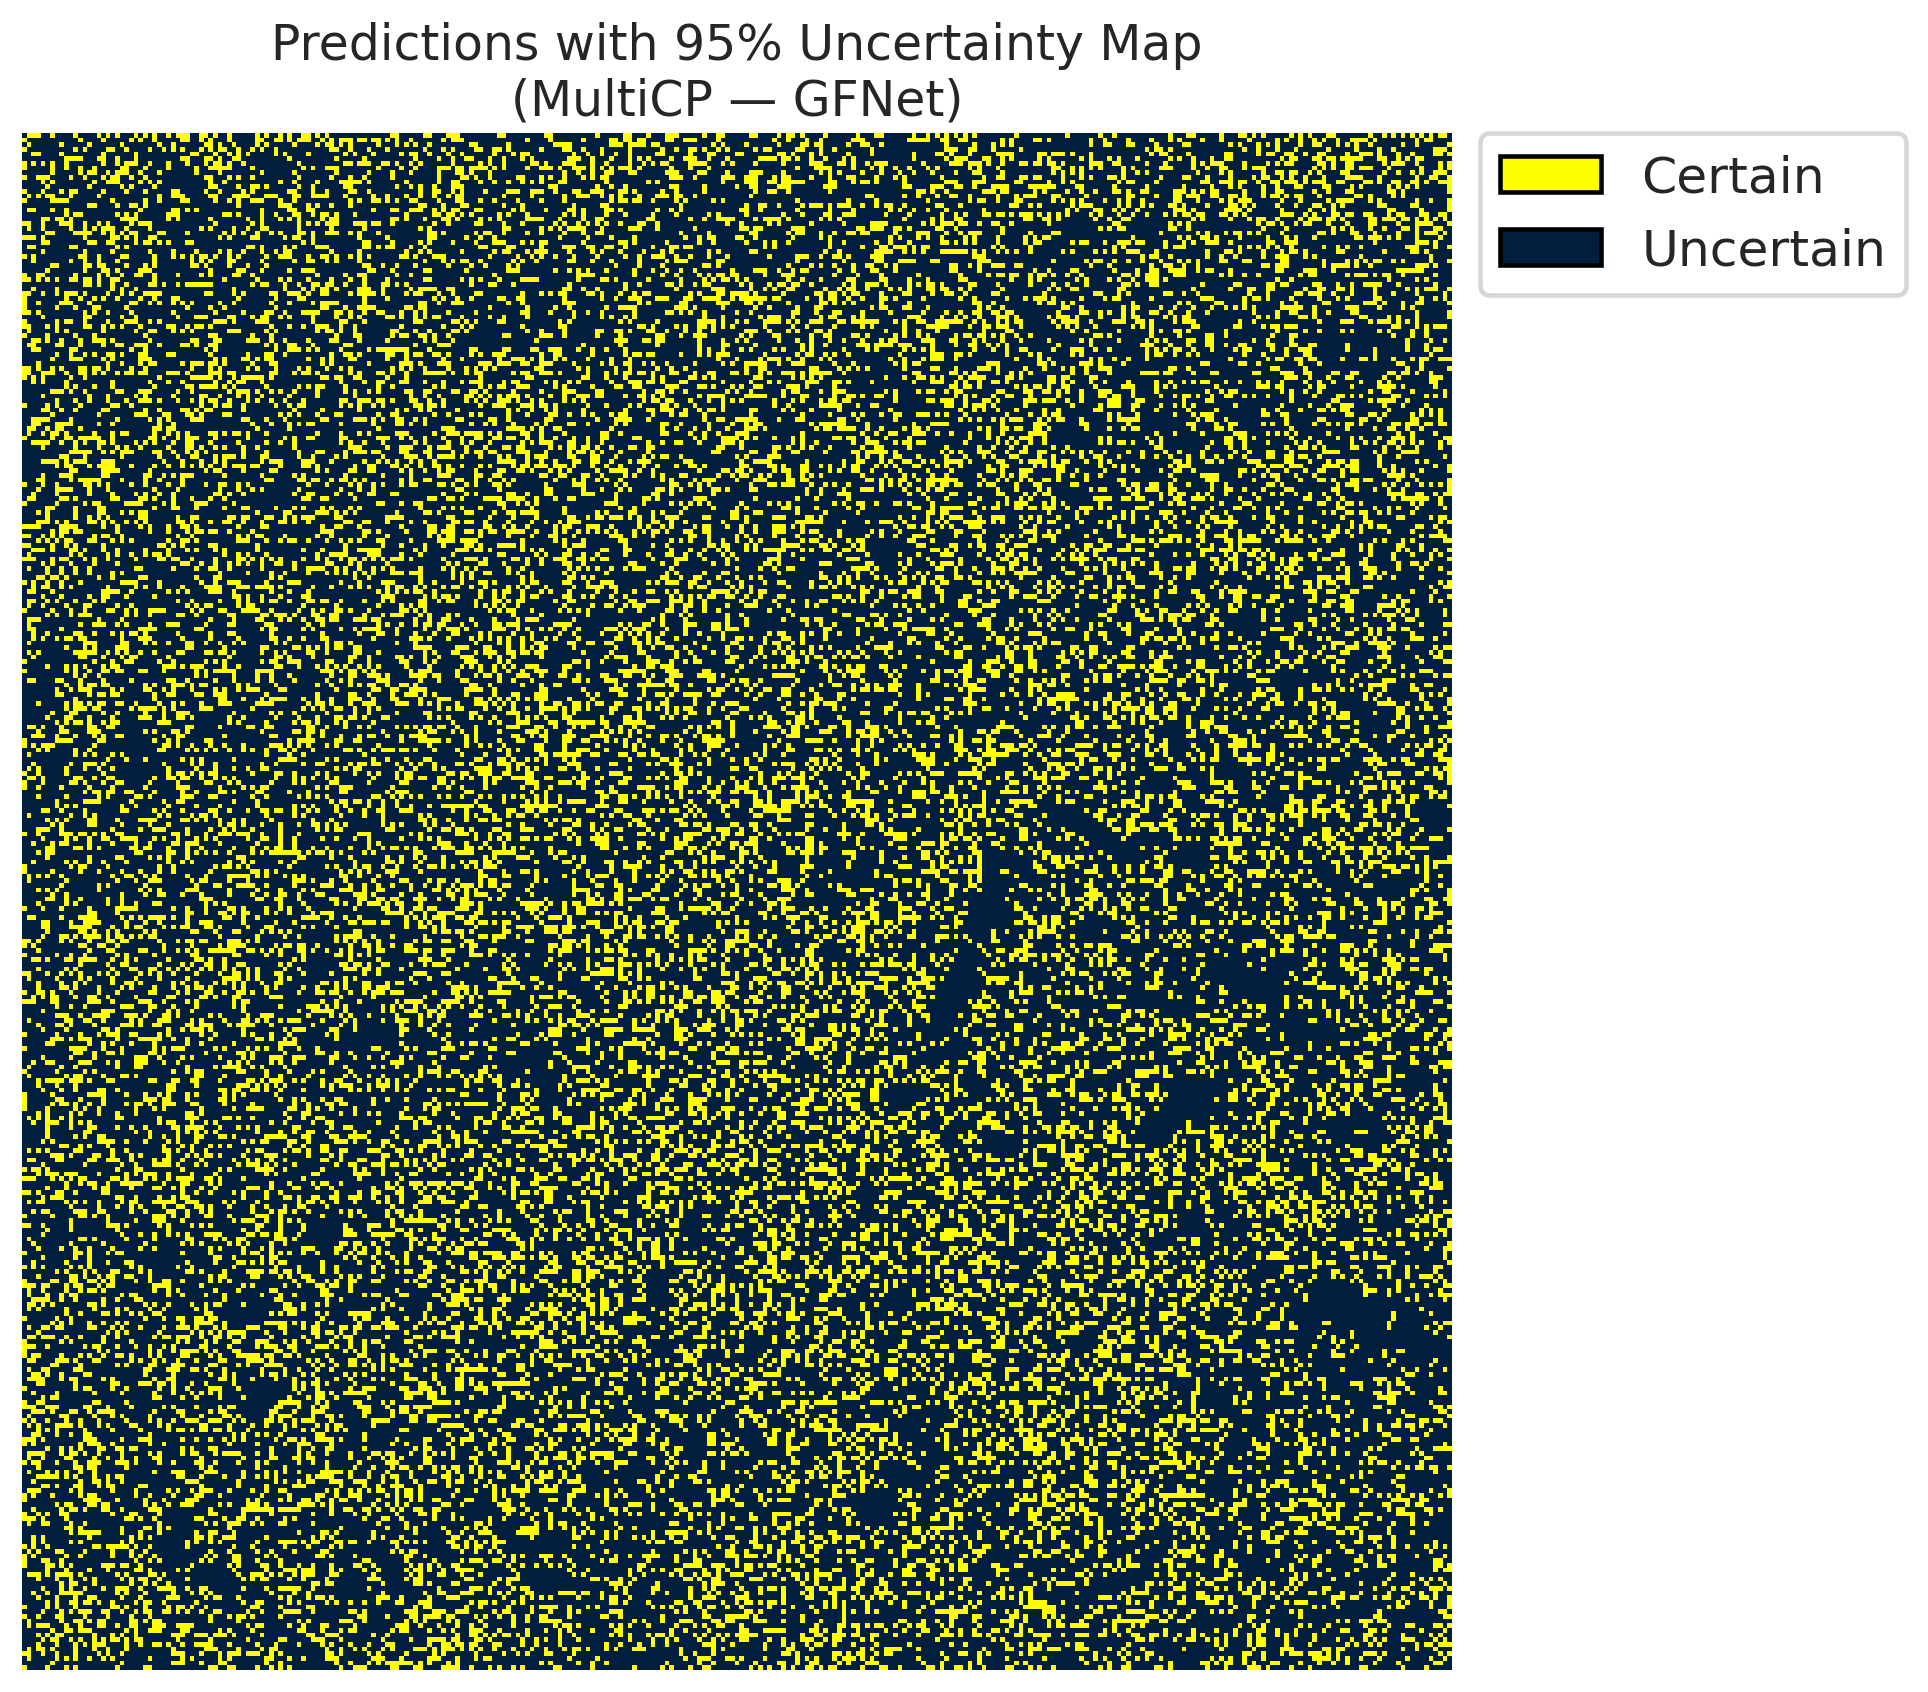 Predictions with 95% Uncertainty Map
(MultiCP — GFNet)
Certain
Uncertain